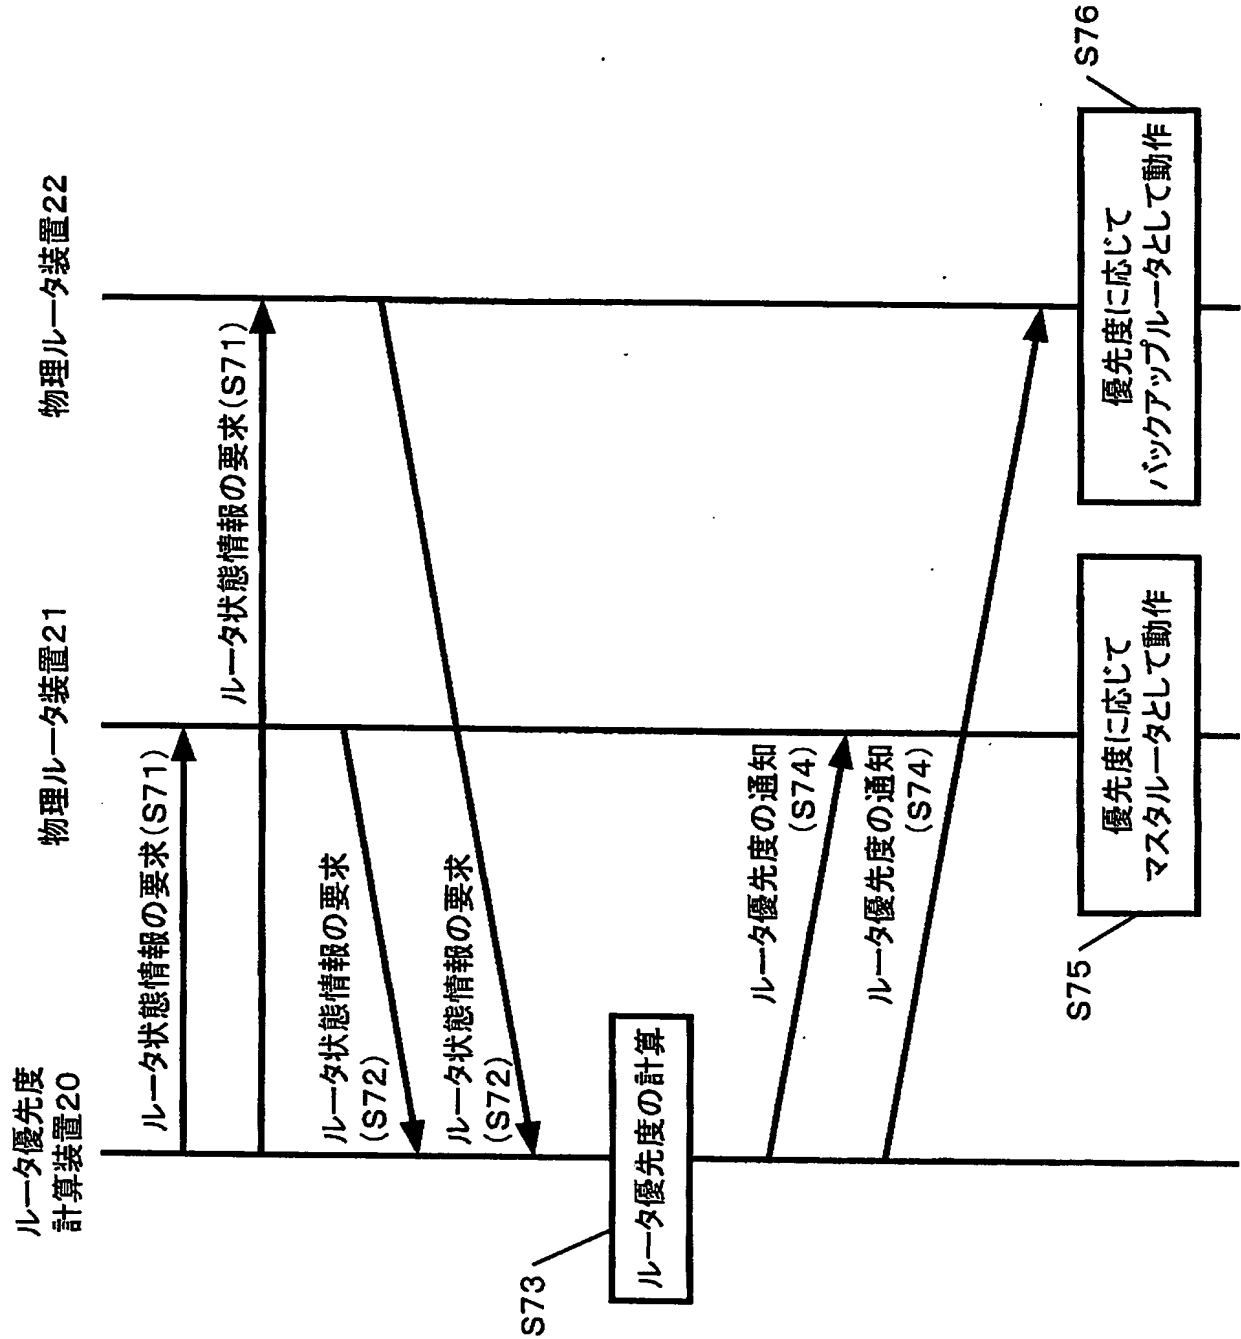 ルータ優先度
計算装置20
物理ルータ装置21
物理ルータ装置22
ルータ状態情報の要求(S71)
ルータ状態情報の要求(S71)
ルータ状態情報の要求
(S72)
ルータ状態情報の要求
(S72)
S73
ルータ優先度の計算
ルータ優先度の通知
(S74)
ルータ優先度の通知
(S74)
S75
優先度に応じて
マスタルータとして動作
S76
優先度に応じて
バックアップルータとして動作